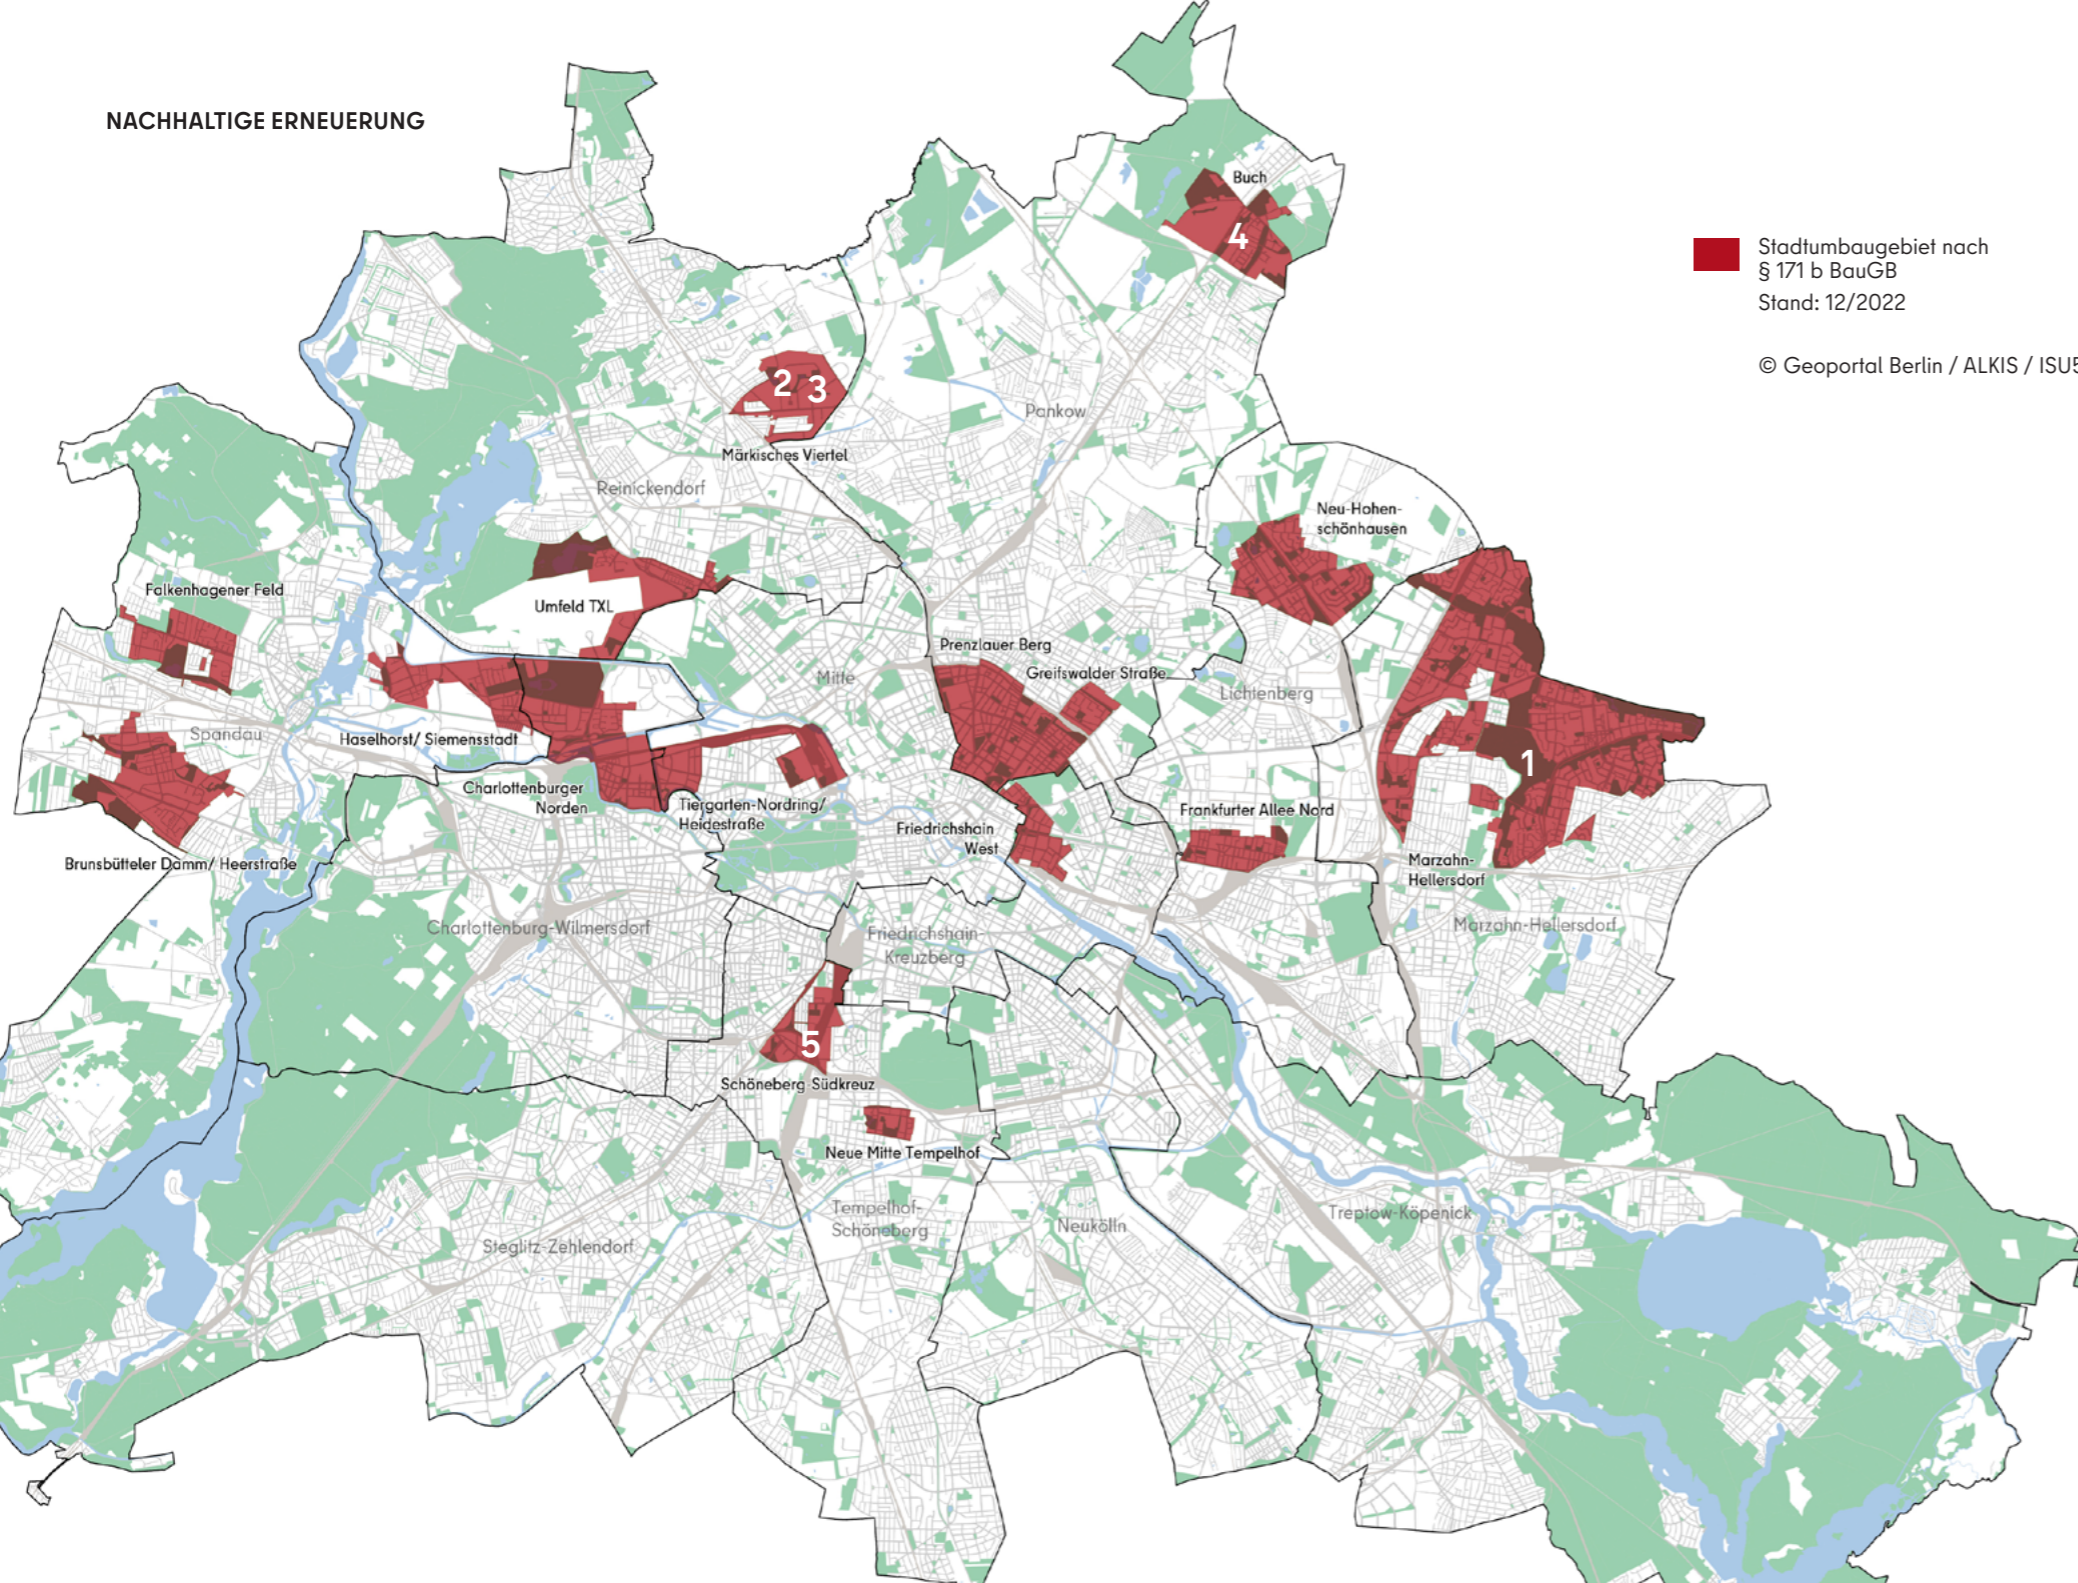 NACHHALTIGE ERNEUERUNG
Buch
4
Stadtumbaugebiet nach
§ 171 b BauGB
Stand: 12/2022
© Geoportal Berlin / ALKIS / ISU5
2 3
Märkisches Viertel
Pankow
Reinickendorf
Neu-Hohen-
schönhausen
Falkenhagener Feld
Umfeld TXL
Prenzlauer Berg
Greifswalder Straße
Mitte
Lichtenberg
Spandau
Haselhorst/ Siemensstadt
1
Charlottenburger
Norden
Tiergarten-Nordring/
Heidestraße
Frankfurter Allee Nord
Friedrichshain
West
Brunsbütteler Damm/ Heerstraße
Marzahn-
Hellersdorf
Charlottenburg-Wilmersdorf
Friedrichshain-
Kreuzberg
Marzahn-Hellersdorf
5
Schöneberg-Südkreuz
Neue Mitte Tempelhof
Tempelhof-
Schöneberg
Neukölln
Treptow-Köpenick
Steglitz-Zehlendorf